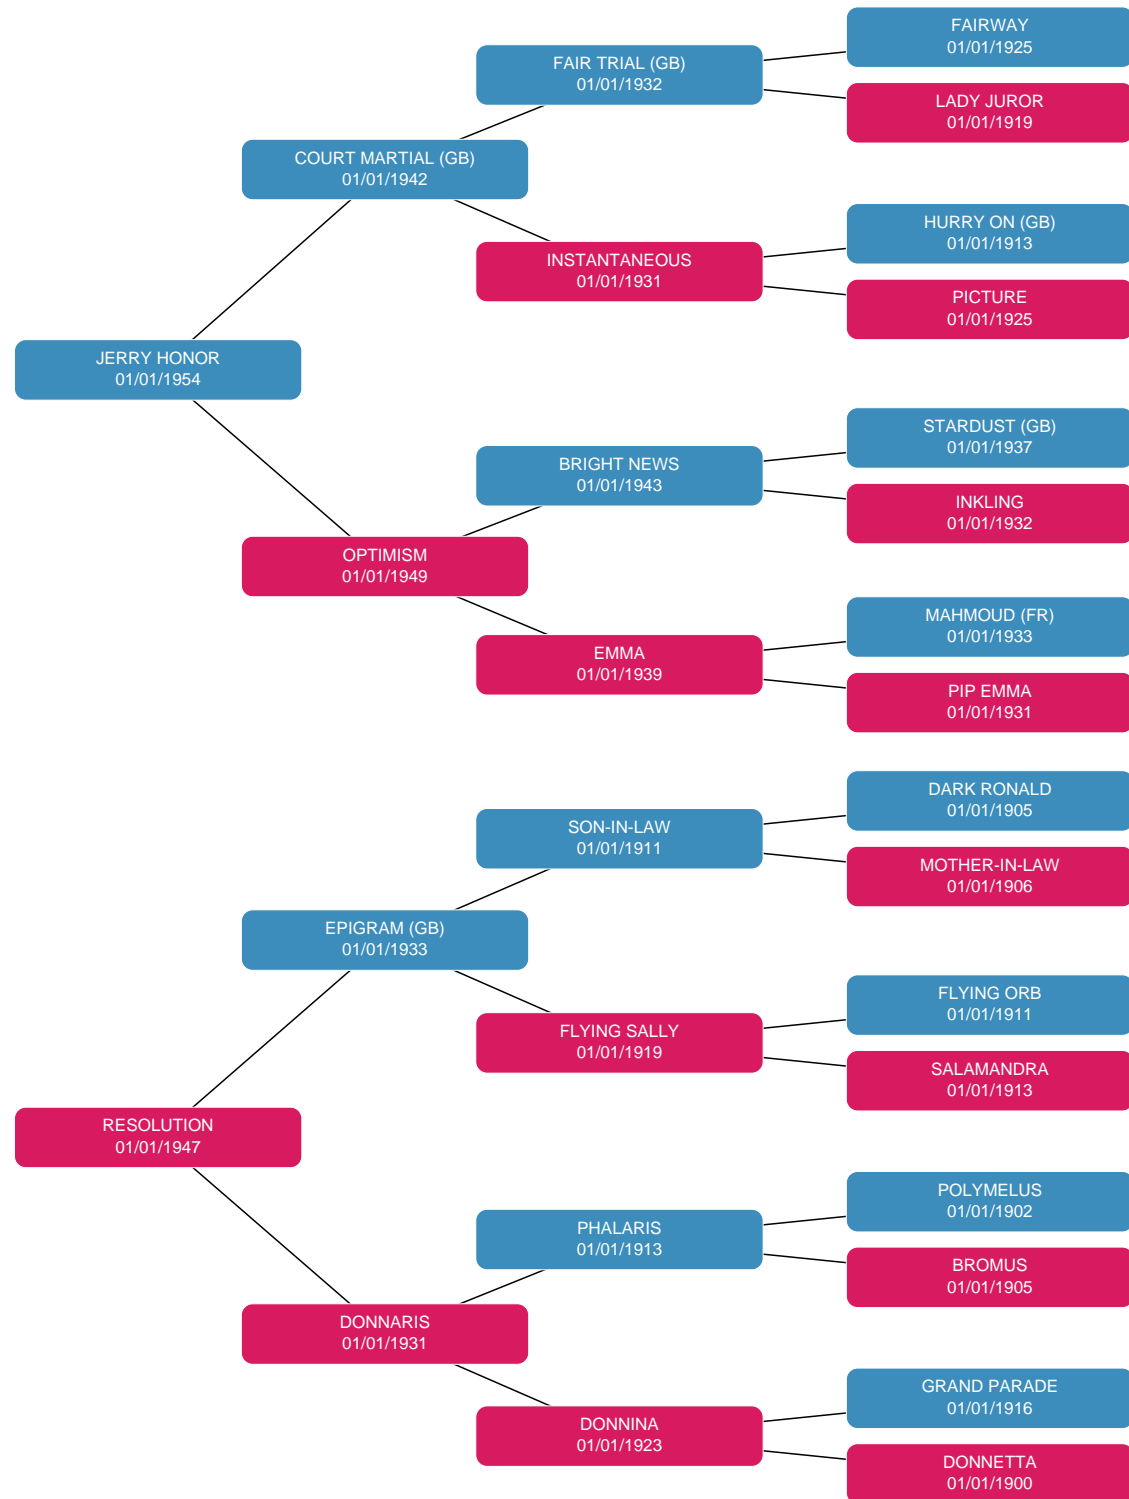 FAIRWAY
01/01/1925
FAIR TRIAL (GB)
01/01/1932
LADY JUROR
01/01/1919
COURT MARTIAL (GB)
01/01/1942
HURRY ON (GB)
01/01/1913
INSTANTANEOUS
01/01/1931
PICTURE
01/01/1925
JERRY HONOR
01/01/1954
STARDUST (GB)
01/01/1937
BRIGHT NEWS
01/01/1943
INKLING
01/01/1932
OPTIMISM
01/01/1949
MAHMOUD (FR)
01/01/1933
EMMA
01/01/1939
PIP EMMA
01/01/1931
DARK RONALD
01/01/1905
SON-IN-LAW
01/01/1911
MOTHER-IN-LAW
01/01/1906
EPIGRAM (GB)
01/01/1933
FLYING ORB
01/01/1911
FLYING SALLY
01/01/1919
SALAMANDRA
01/01/1913
RESOLUTION
01/01/1947
POLYMELUS
01/01/1902
PHALARIS
01/01/1913
BROMUS
01/01/1905
DONNARIS
01/01/1931
GRAND PARADE
01/01/1916
DONNINA
01/01/1923
DONNETTA
01/01/1900